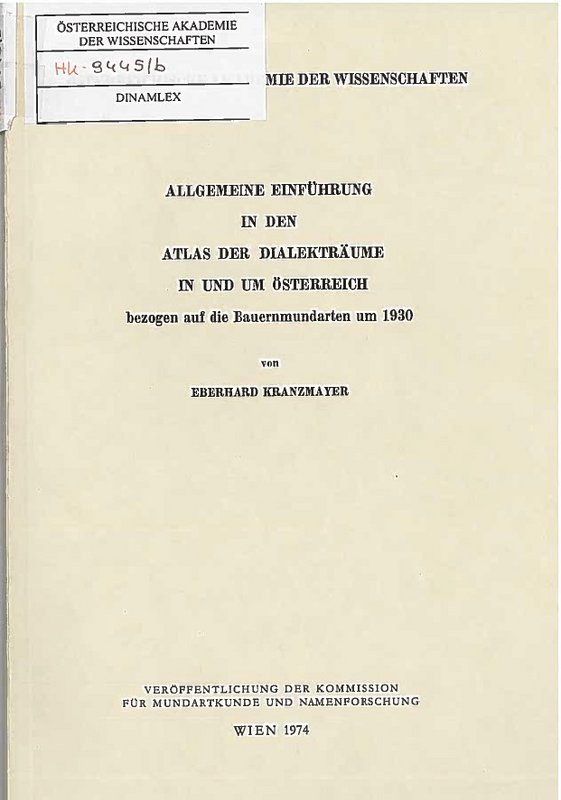 ÖSTERREICHISCHE AKADEMIE
DER WISSENSCHAFTEN
HK-9445/b
DINAMLEX
MIE DER WISSENSCHAFTEN
ALLGEMEINE EINFÜHRUNG
IN DEN
ATLAS DER DIALEKTRÄUME
IN UND UM ÖSTERREICH
bezogen auf die Bauernmundarten um 1930
von
EBERHARD KRANZMAYER
VERÖFFENTLICHUNG DER KOMMISSION
FÜR MUNDARTKUNDE UND NAMENFORSCHUNG
WIEN 1974